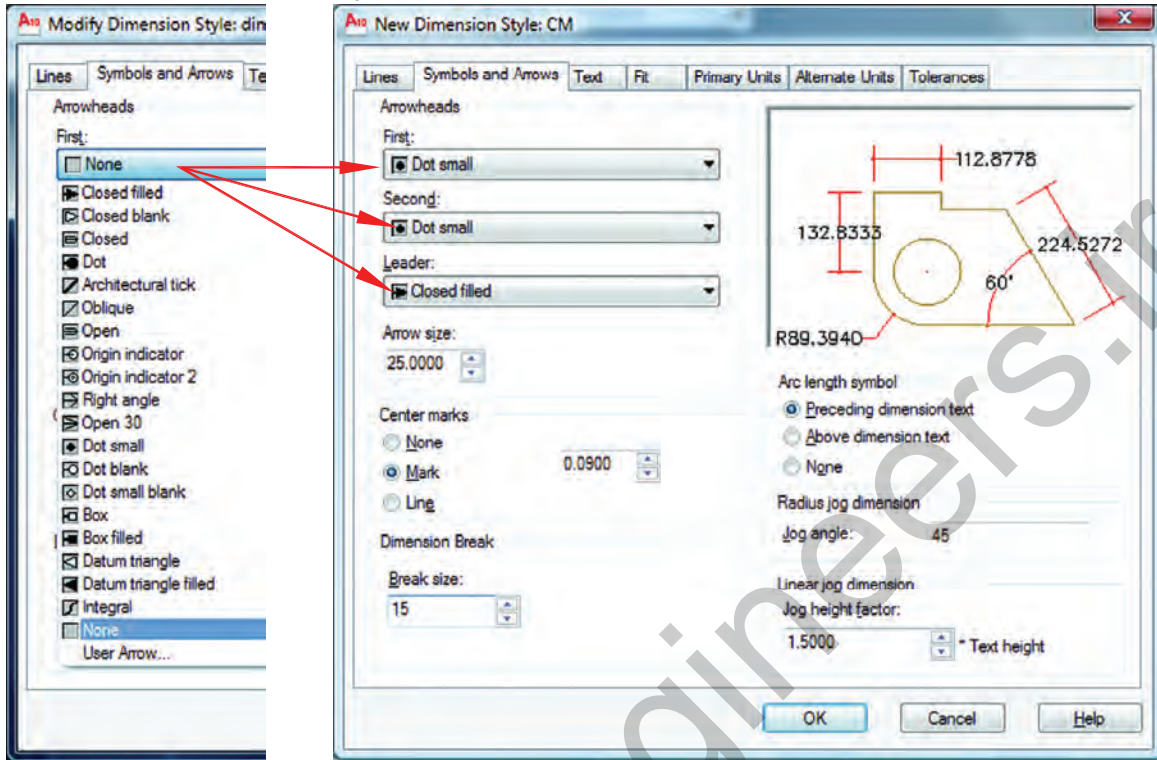 Modify Dimension Style: dim
Lines Symbols and Arrows Te
Arrowheads
First:
None
Closed filled
Closed blank
Closed
Dot
Architectural tick
Oblique
Open
Origin indicator
Origin indicator 2
Right angle
Open 30
Dot small
Dot blank
Dot small blank
Box
Box filled
Datum triangle
Datum triangle filled
Integral
None
User Arrow...
New Dimension Style: CM
Lines Symbols and Arrows Text Fit Primary Units Alternate Units Tolerances
Arrowheads
First:
Dot small
Second:
Dot small
Leader:
Closed filled
Arrow size:
25.0000
Center marks
None
Mark
0.0900
Line
Dimension Break
Break size:
15
112.8778
132.8333
224.5272
60°
R89.3940
Arc length symbol
Preceding dimension text
Above dimension text
None
Radius jog dimension
Jog angle: 45
Linear jog dimension
Jog height factor:
1.5000 * Text height
OK Cancel Help
gineers.ir